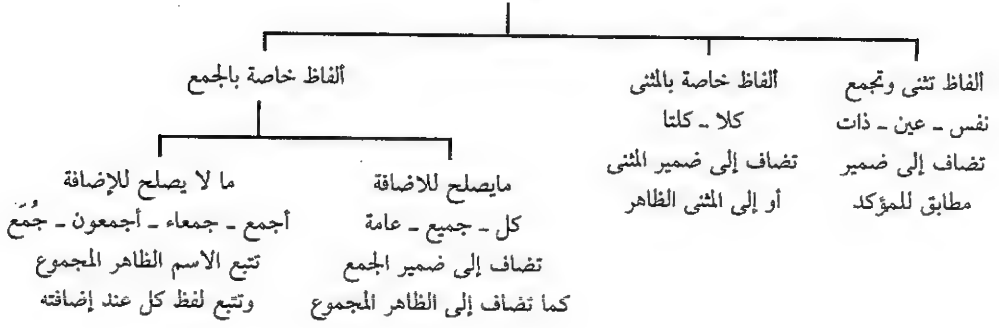 ألفاظ تثنى وتجمع
نفس ـ عين ـ ذات
تضاف إلى ضمير
مطابق للمؤكد
ألفاظ خاصة بالمثنى
كلا ـ كلتا
تضاف إلى ضمير المثنى
أو إلى المثنى الظاهر
ألفاظ خاصة بالجمع
مايصلح للاضافة
كل ـ جميع ـ عامة
تضاف إلى ضمير الجمع
كما تضاف إلى الظاهر المجموع
ما لا يصلح للإضافة
أجمع ـ جمعاء ـ أجمعون ـ جُمَع
تتبع الاسم الظاهر المجموع
وتتبع لفظ كل عند إضافته